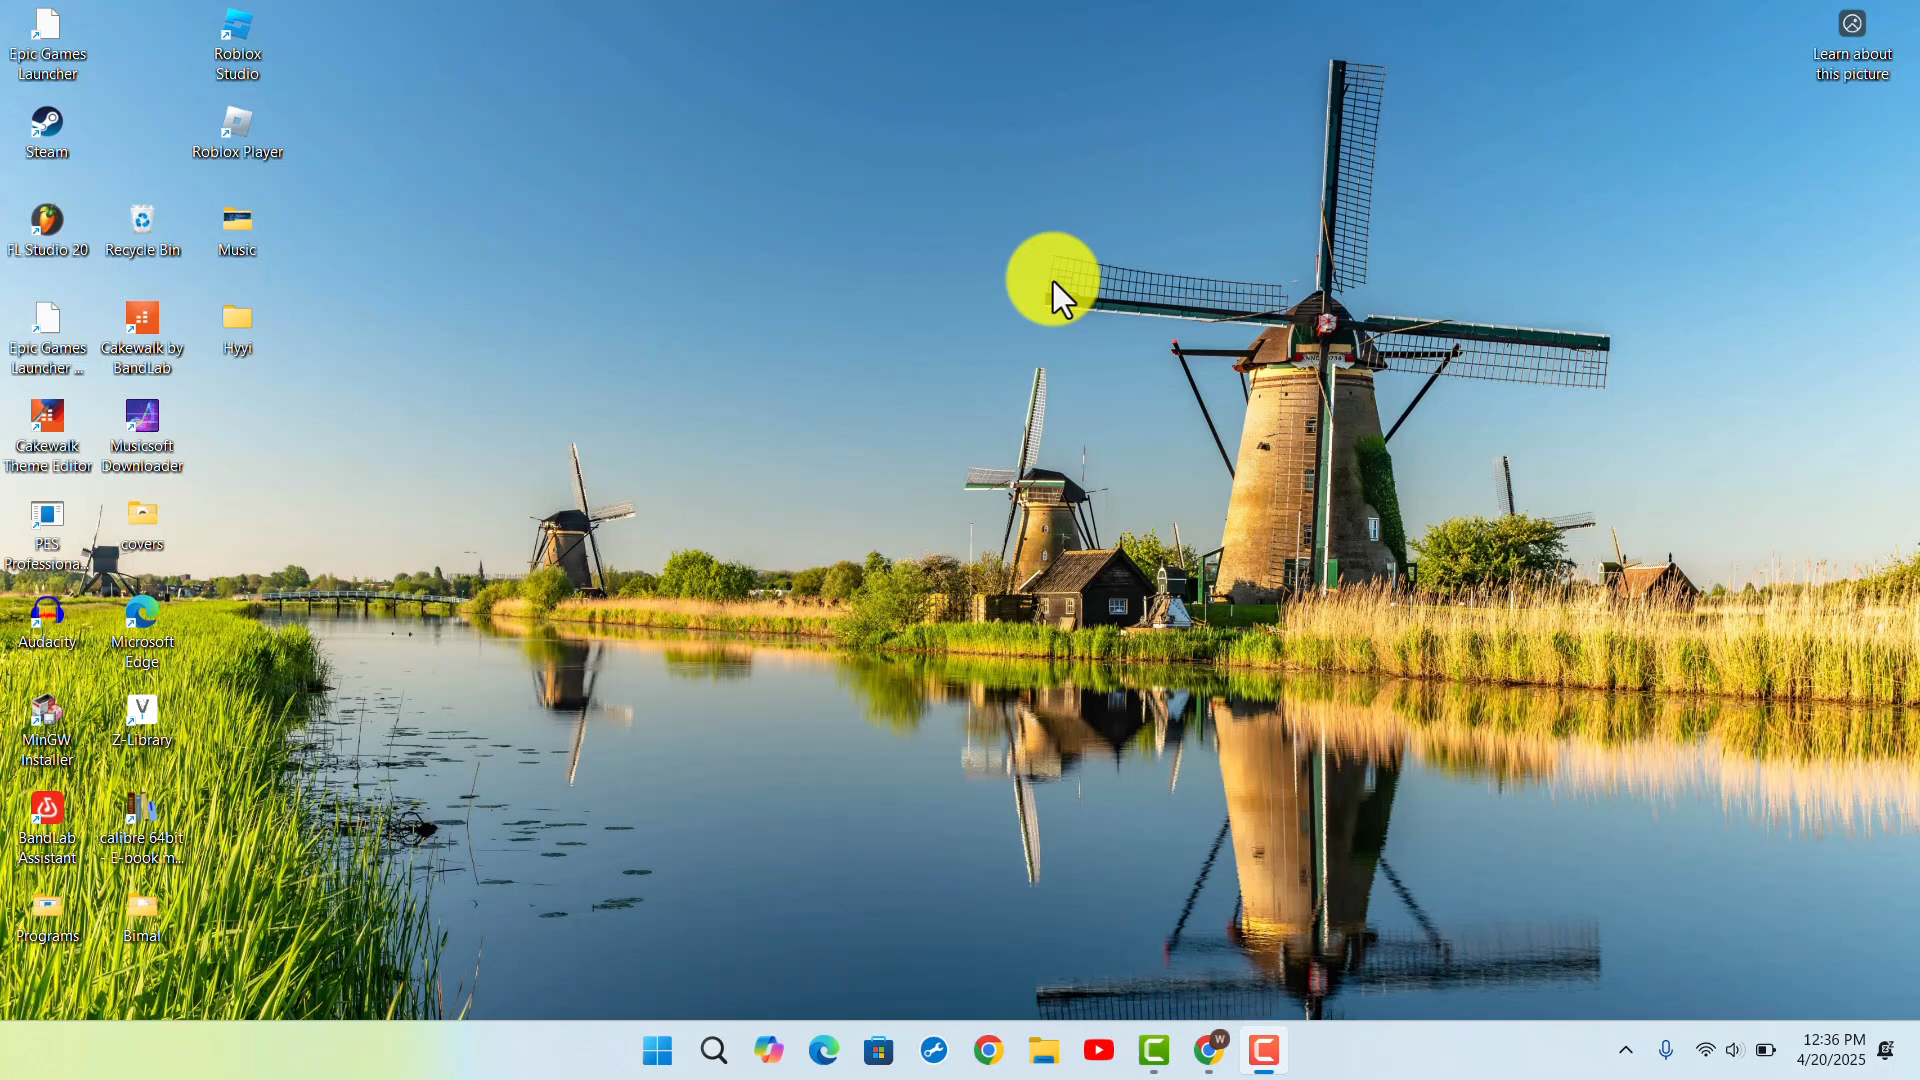 Epic Games
Launcher
Roblox
Studio
Learn about
this picture
Steam
Roblox Player
FL Studio 20
Recycle Bin
Music
Epic Games
Launcher ...
Cakewalk by
BandLab
Hyyi
Cakewalk
Theme Editor
Musicsoft
Downloader
PES
Professiona...
covers
Audacity
Microsoft
Edge
MinGW
Installer
Z-Library
BandLab
Assistant
calibre 64bit
- E-book m...
Programs
Bimal
W
12:36 PM
4/20/2025